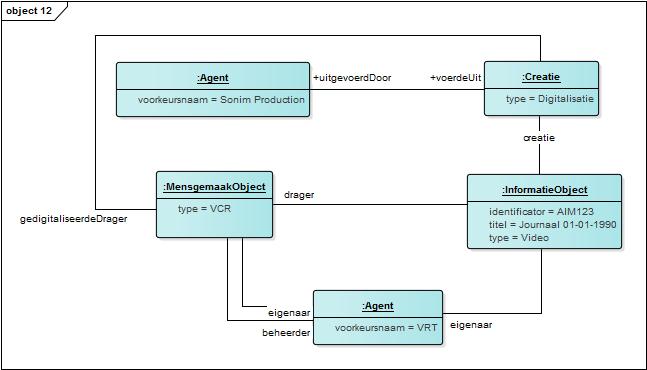 object 12
:Agent
voorkeursnaam = Sonim Production
+uitgevoerdDoor
+voerdeUit
:Creatie
type = Digitalisatie
creatie
:MensgemaakObject
type = VCR
drager
:InformatieObject
identificator = AIM123
titel = Journaal 01-01-1990
type = Video
gedigitaliseerdeDrager
eigenaar
beheerder
:Agent
voorkeursnaam = VRT
eigenaar